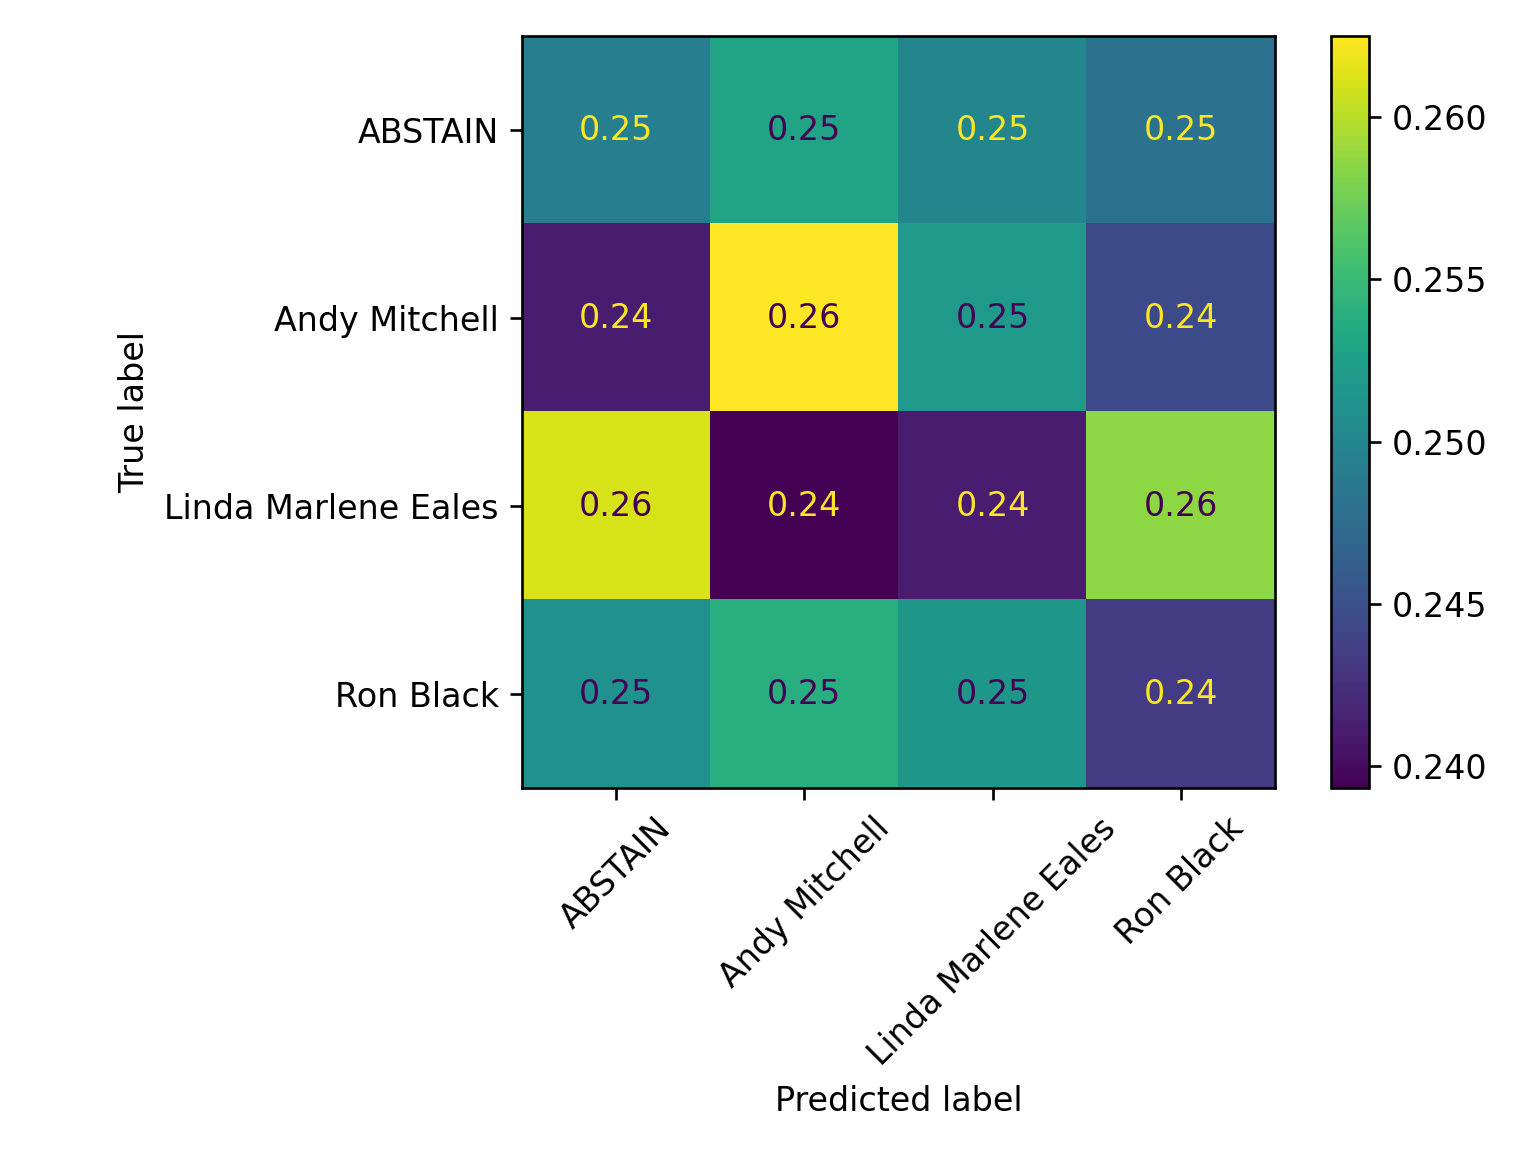 ABSTAIN 0.25 0.25 0.25 0.25
Andy Mitchell 0.24 0.26 0.25 0.24
Linda Marlene Eales 0.26 0.24 0.24 0.26
Ron Black 0.25 0.25 0.25 0.24
True label
ABSTAIN
Andy Mitchell
Linda Marlene Eales
Ron Black
Predicted label
0.260
0.255
0.250
0.245
0.240